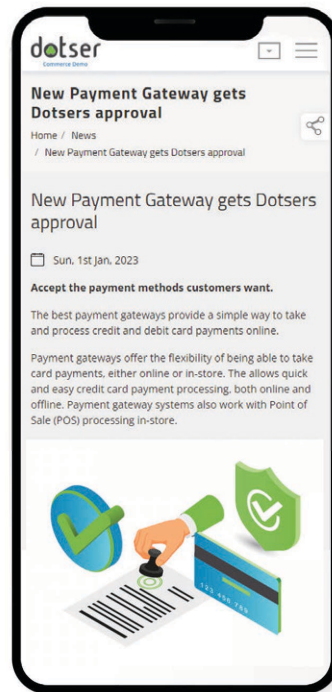 dotser
Commerce Demo
New Payment Gateway gets
Dotsers approval
Home / News
/ New Payment Gateway gets Dotsers approval
New Payment Gateway gets Dotsers
approval
Sun, 1st Jan, 2023
Accept the payment methods customers want.
The best payment gateways provide a simple way to take
and process credit and debit card payments online.
Payment gateways offer the flexibility of being able to take
card payments, either online or in-store. The allows quick
and easy credit card payment processing, both online and
offline. Payment gateway systems also work with Point of
Sale (POS) processing in-store.
123 456 789